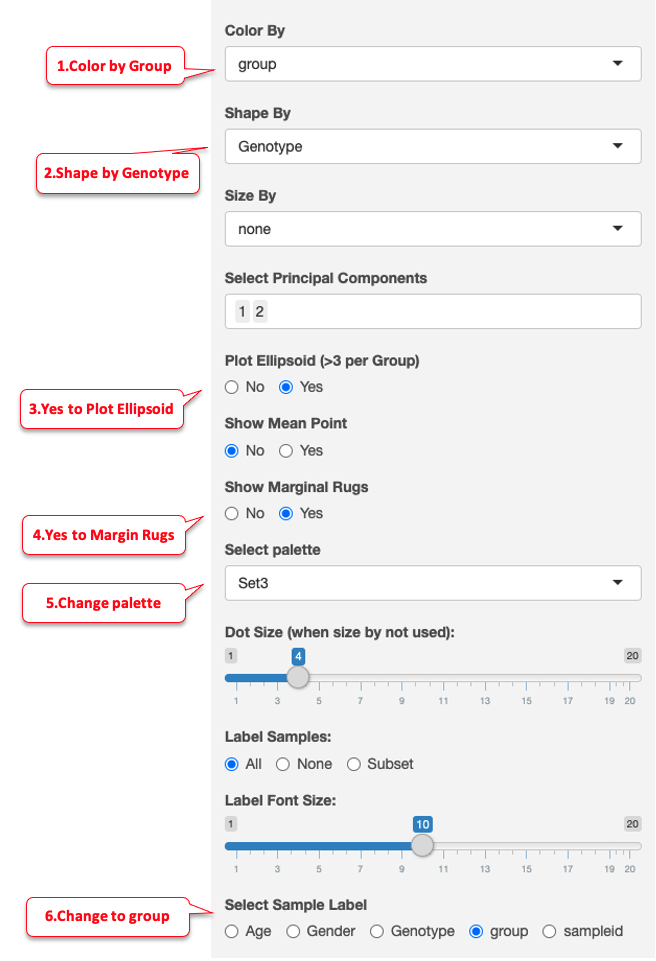 Color By
1.Color by Group
group
Shape By
Genotype
2.Shape by Genotype
Size By
none
Select Principal Components
1 2
Plot Ellipsoid (>3 per Group)
No Yes
3.Yes to Plot Ellipsoid
Show Mean Point
No Yes
Show Marginal Rugs
No Yes
4.Yes to Margin Rugs
Select palette
Set3
5.Change palette
Dot Size (when size by not used):
1 4 20
1 3 5 7 9 11 13 15 17 19 20
Label Samples:
All None Subset
Label Font Size:
1 10 20
1 3 5 7 9 11 13 15 17 19 20
Select Sample Label
6.Change to group
Age Gender Genotype group sampleid